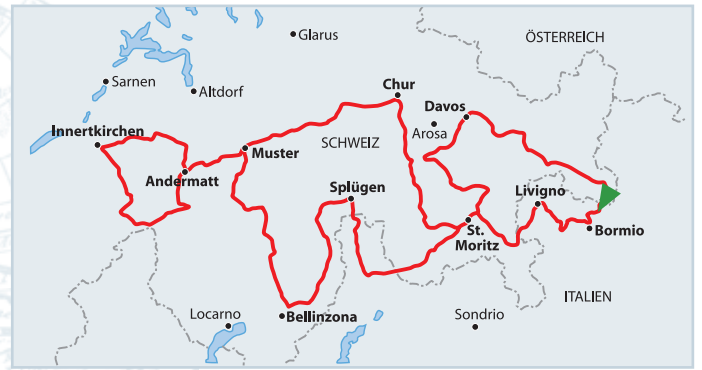 Glarus
ÖSTERREICH
Sarnen
Altdorf
Chur
Davos
Arosa
Innertkirchen
SCHWEIZ
Muster
Andermatt
Splügen
Livigno
St.
Moritz
Bormio
ITALIEN
Locarno
Bellinzona
Sondrio